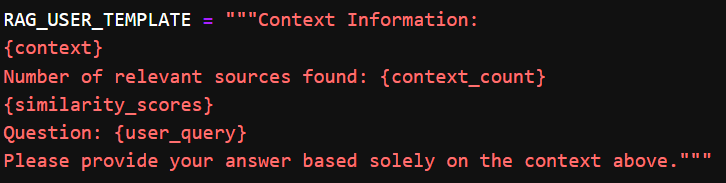 RAG_USER_TEMPLATE = """Context Information:
{context}
Number of relevant sources found: {context_count}
{similarity_scores}
Question: {user_query}
Please provide your answer based solely on the context above."""